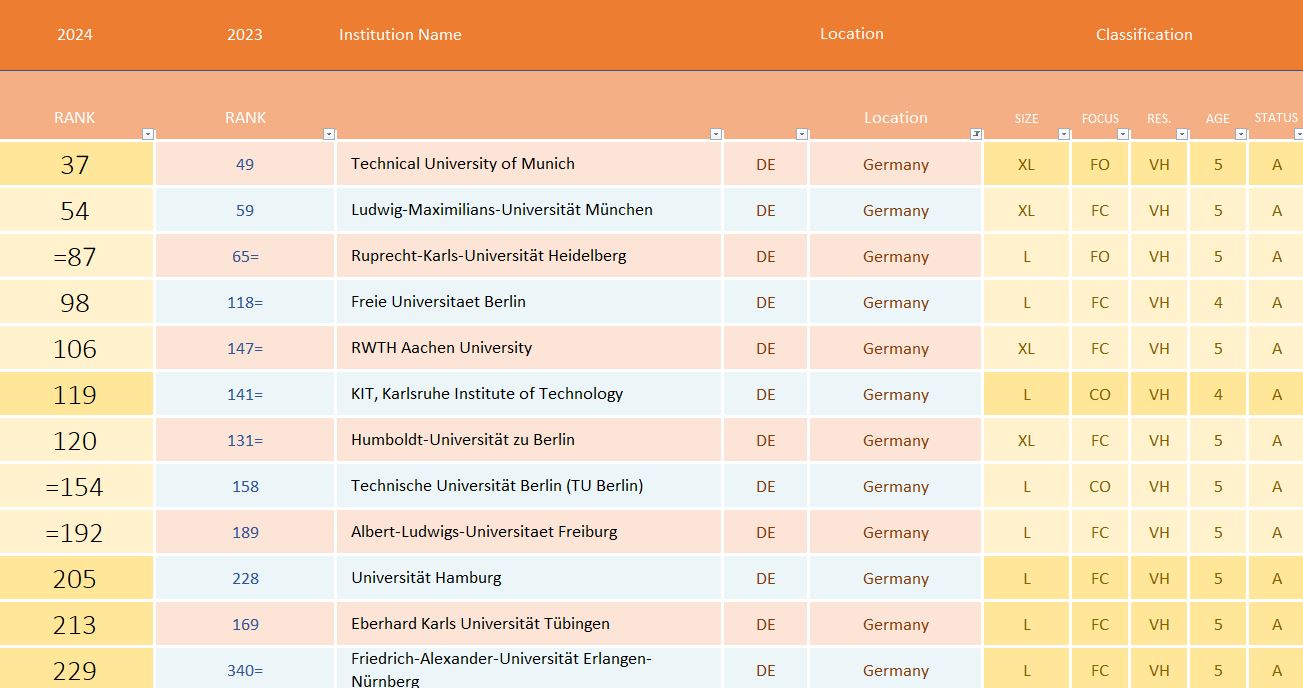 2024 2023 Institution Name Location Classification
RANK RANK Location SIZE FOCUS RES. AGE STATUS
37 49 Technical University of Munich DE Germany XL FO VH 5 A
54 59 Ludwig-Maximilians-Universität München DE Germany XL FC VH 5 A
=87 65= Ruprecht-Karls-Universität Heidelberg DE Germany L FO VH 5 A
98 118= Freie Universitaet Berlin DE Germany L FC VH 4 A
106 147= RWTH Aachen University DE Germany XL FC VH 5 A
119 141= KIT, Karlsruhe Institute of Technology DE Germany L CO VH 4 A
120 131= Humboldt-Universität zu Berlin DE Germany XL FC VH 5 A
=154 158 Technische Universität Berlin (TU Berlin) DE Germany L CO VH 5 A
=192 189 Albert-Ludwigs-Universitaet Freiburg DE Germany L FC VH 5 A
205 228 Universität Hamburg DE Germany L FC VH 5 A
213 169 Eberhard Karls Universität Tübingen DE Germany L FC VH 5 A
229 340= Friedrich-Alexander-Universität Erlangen- DE Germany L FC VH 5 A
Nürnberg